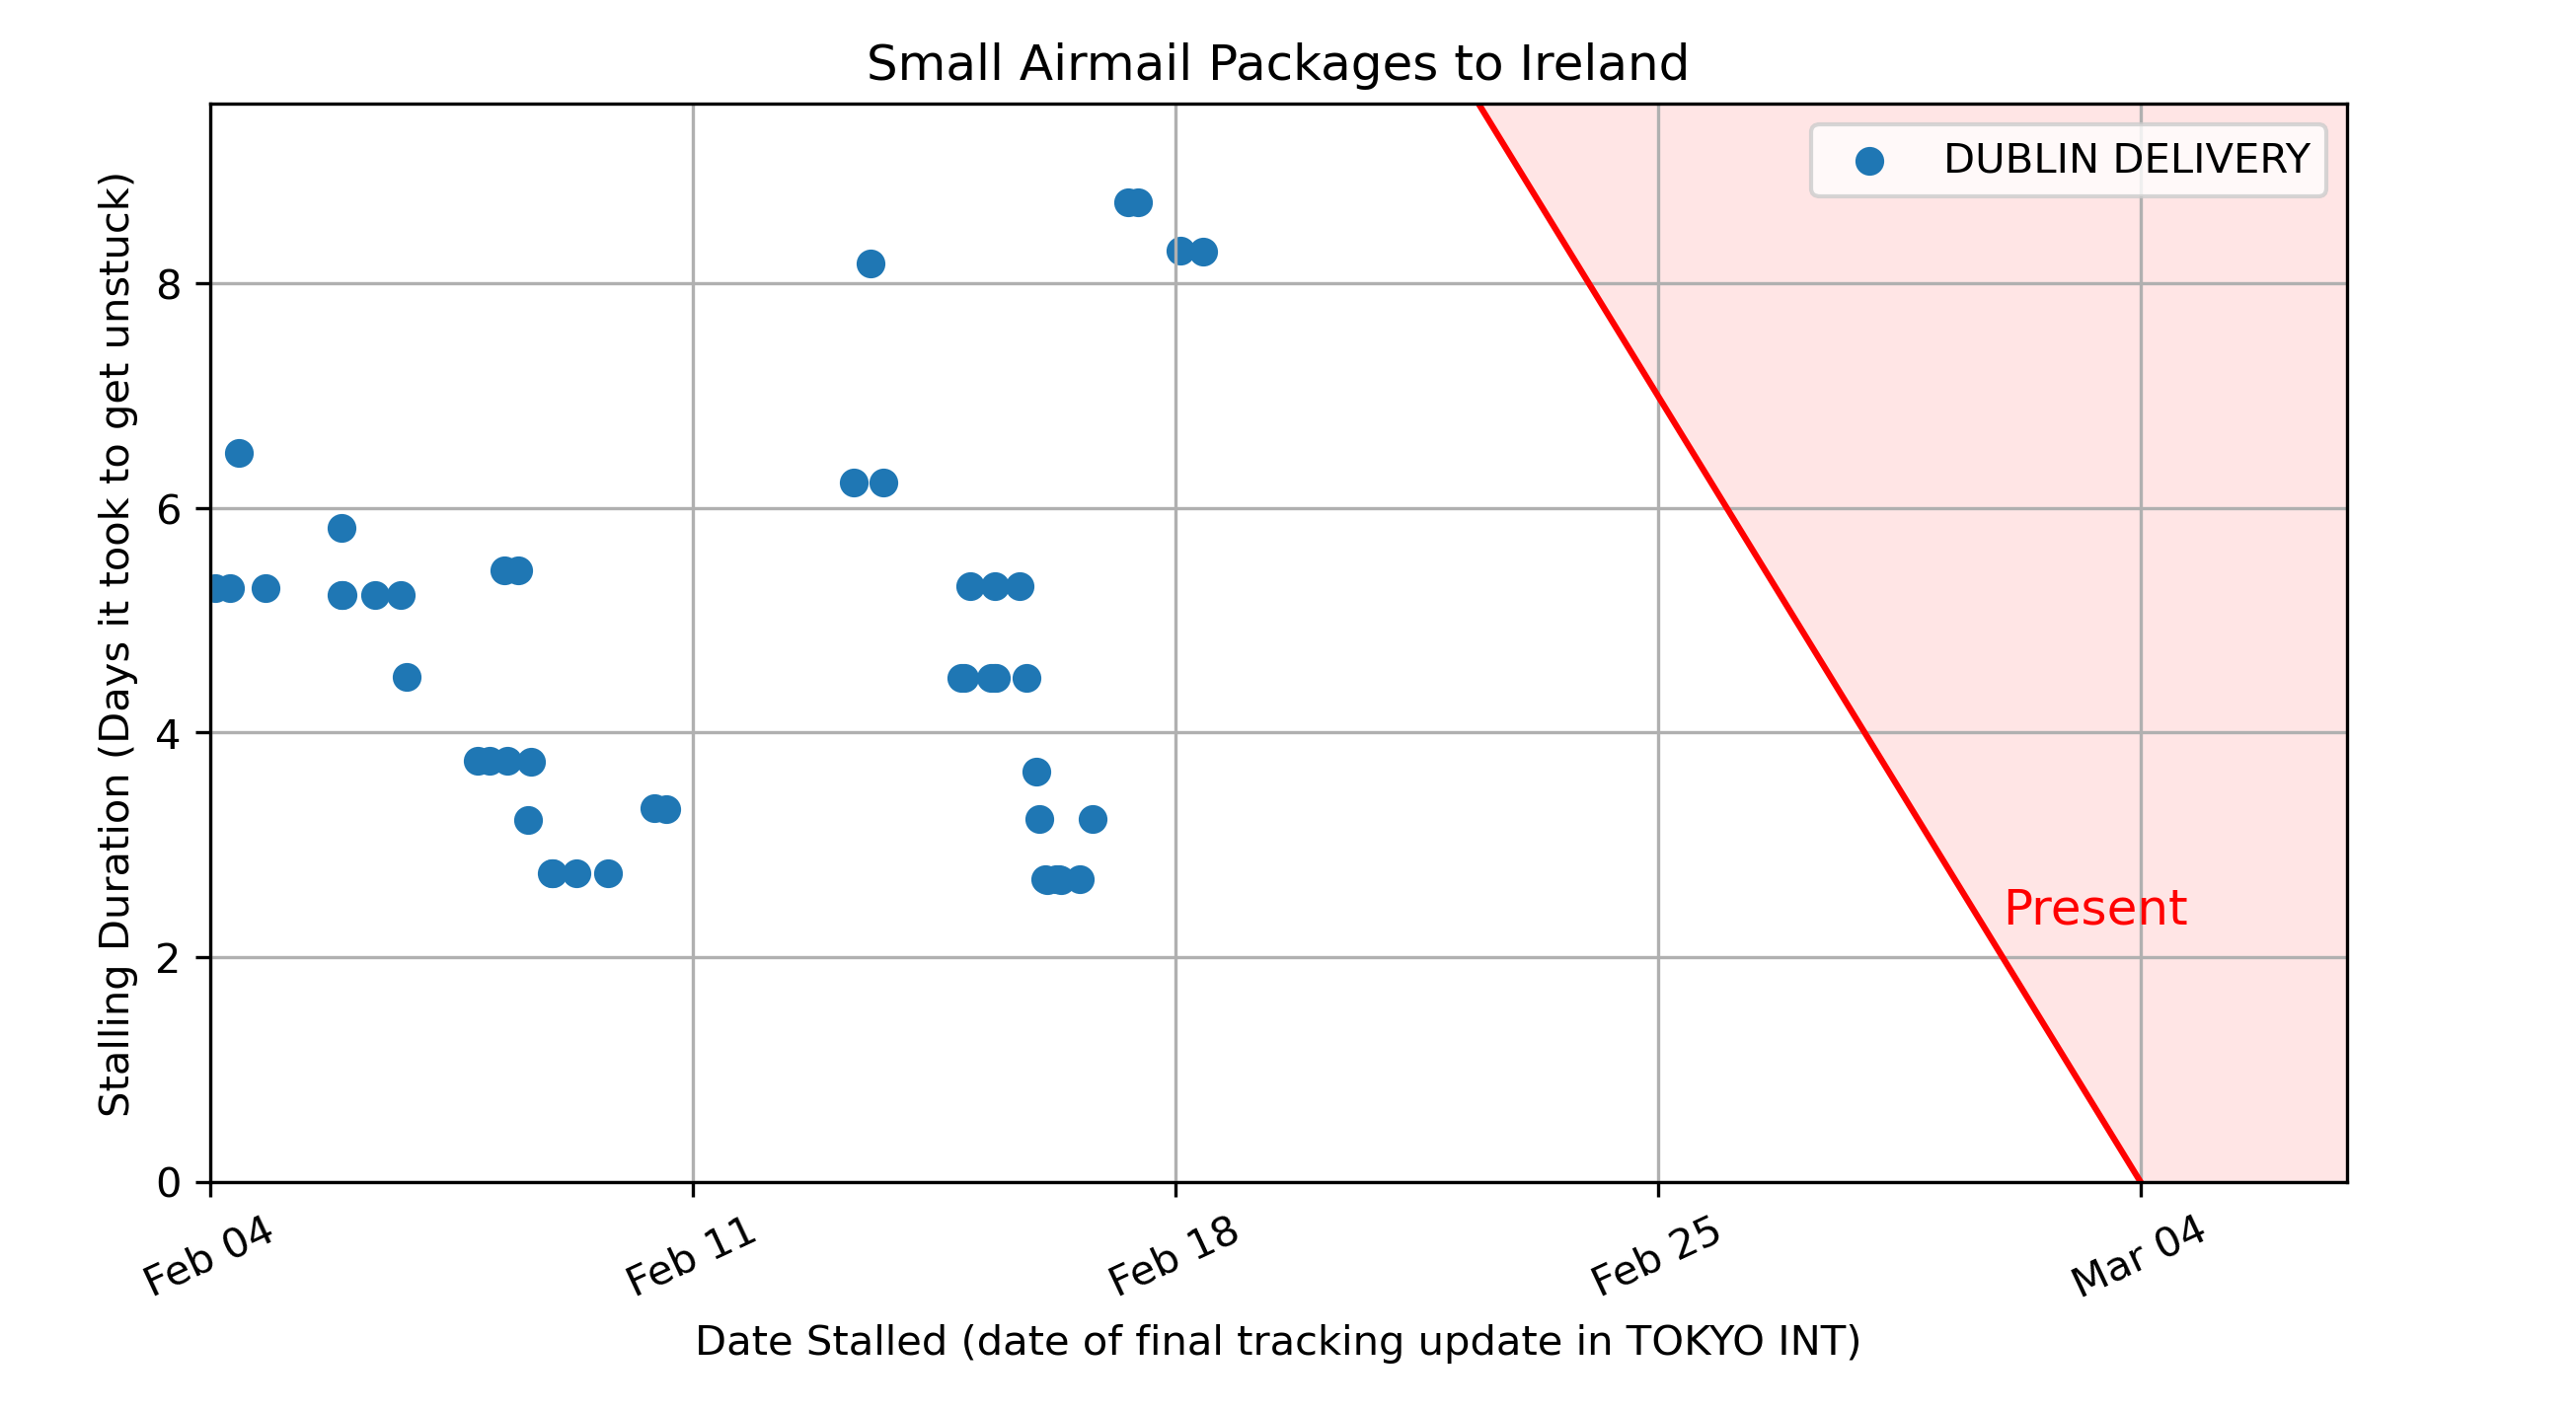 Small Airmail Packages to Ireland
DUBLIN DELIVERY
Stalling Duration (Days it took to get unstuck)
8
6
4
2
0
Present
Feb 04
Feb 11
Feb 18
Feb 25
Mar 04
Date Stalled (date of final tracking update in TOKYO INT)